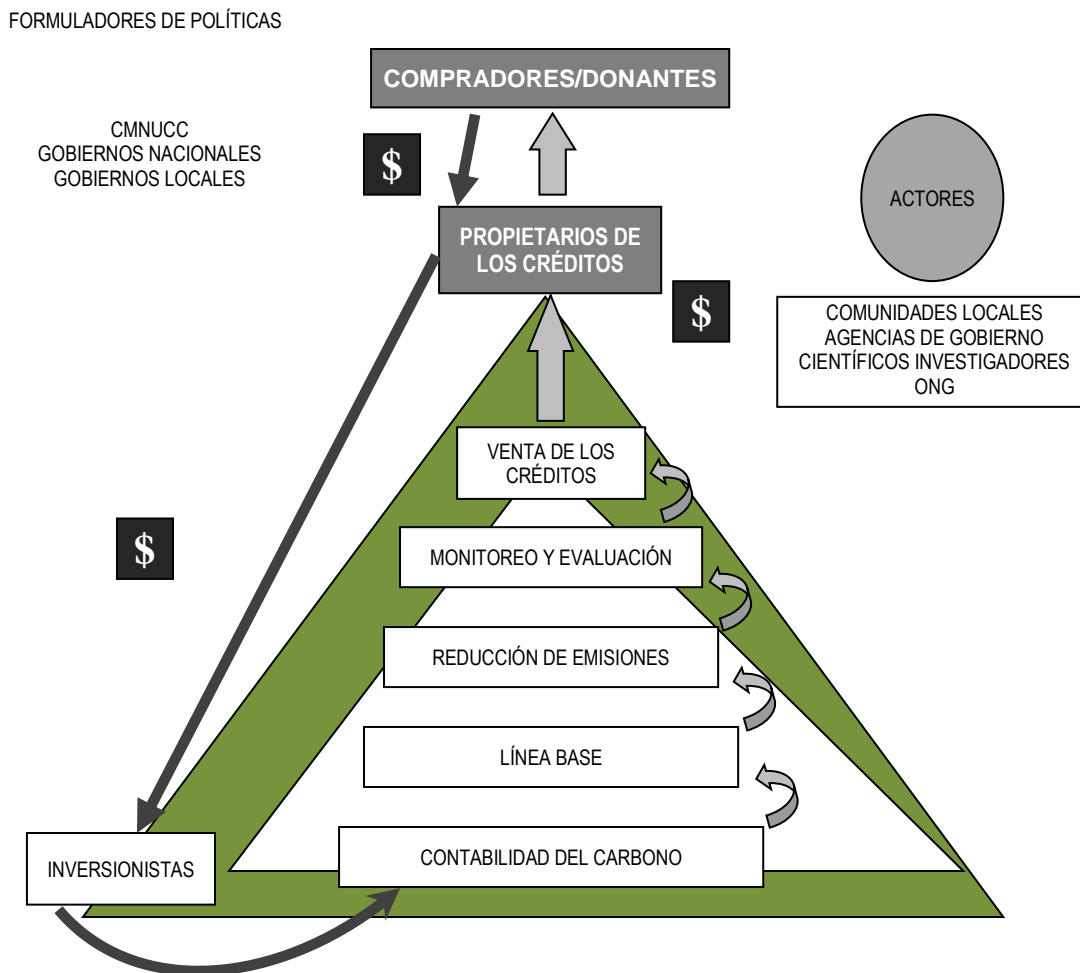 FORMULADORES DE POLÍTICAS
COMPRADORES/DONANTES
CMNUCC
GOBIERNOS NACIONALES
GOBIERNOS LOCALES
$
ACTORES
PROPIETARIOS DE
LOS CRÉDITOS
$
COMUNIDADES LOCALES
AGENCIAS DE GOBIERNO
CIENTÍFICOS INVESTIGADORES
ONG
VENTA DE LOS
CRÉDITOS
$
MONITOREO Y EVALUACIÓN
REDUCCIÓN DE EMISIONES
LÍNEA BASE
CONTABILIDAD DEL CARBONO
INVERSIONISTAS